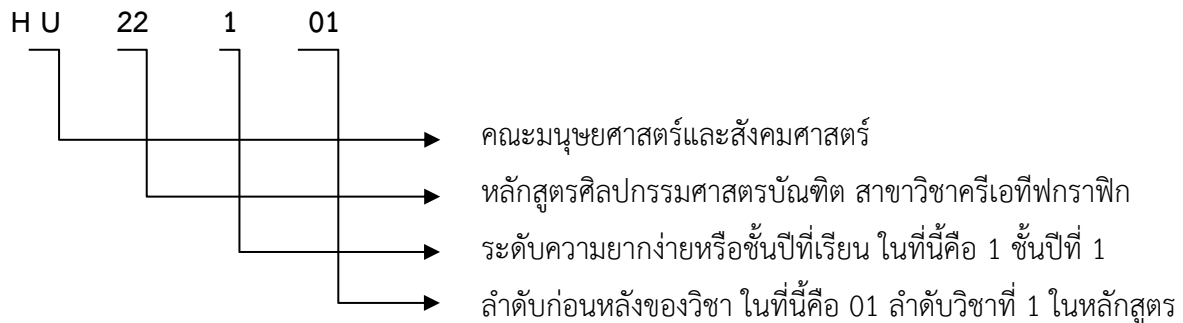 H U 22 1 01
คณะมนุษยศาสตร์และสังคมศาสตร์
หลักสูตรศิลปกรรมศาสตรบัณฑิต สาขาวิชาครีเอทีฟกราฟิก
ระดับความยากง่ายหรือชั้นปีที่เรียน ในที่นี้คือ 1 ชั้นปีที่ 1
ลำดับก่อนหลังของวิชา ในที่นี้คือ 01 ลำดับวิชาที่ 1 ในหลักสูตร